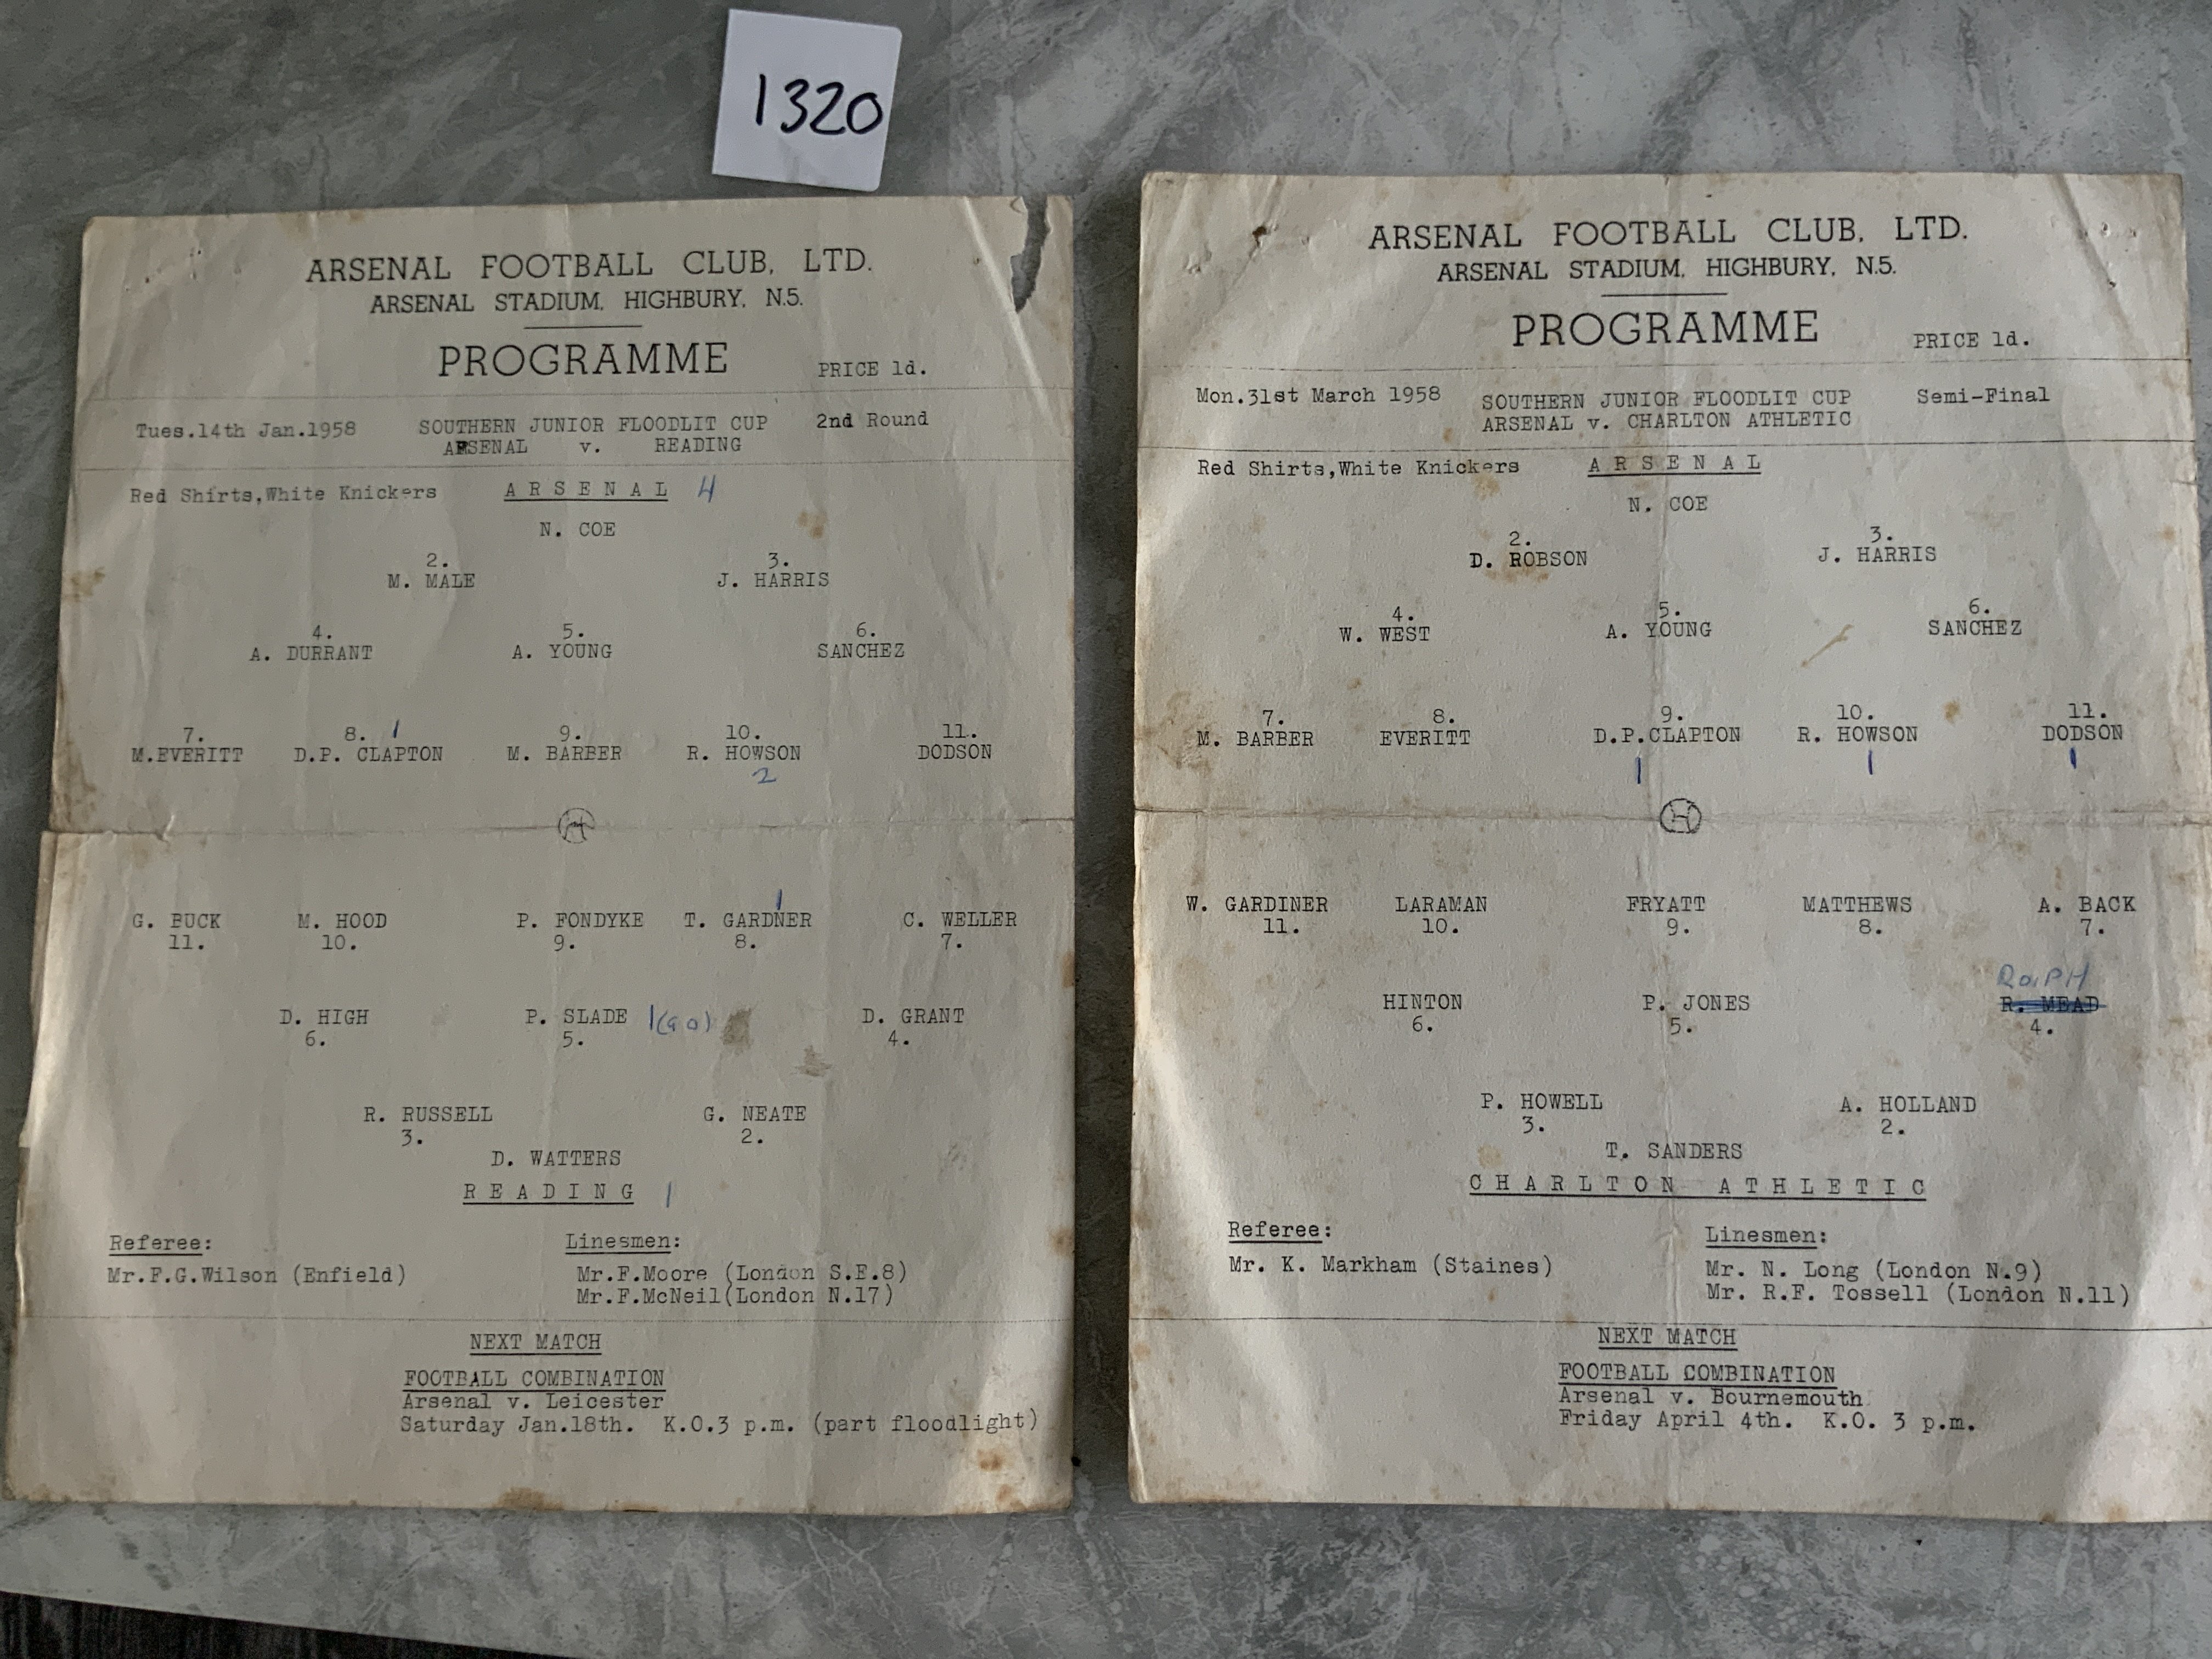 1320
ARSENAL FOOTBALL CLUB, LTD.
ARSENAL STADIUM, HIGHBURY, N.5.
PROGRAMME PRICE 1d.
Tues.14th Jan.1958 SOUTHERN JUNIOR FLOODLIT CUP 2nd Round
ARSENAL v. READING
Red Shirts,White Knickers ARSENAL 4
N. COE
2. 3.
M. MALE J. HARRIS
4. 5. 6.
A. DURRANT A. YOUNG SANCHEZ
7. 8. 1 9. 10. 11.
M.EVERITT D.P. CLAPTON M. BARBER R. HOWSON DODSON
2
H
1
G. BUCK M. HOOD P. FONDYKE T. GARDNER C. WELLER
11. 10. 9. 8. 7.
D. HIGH P. SLADE 1(go) D. GRANT
6. 5. 4.
R. RUSSELL G. NEATE
3. 2.
D. WATTERS
READING 1
Referee: Linesmen:
Mr.F.G.Wilson (Enfield) Mr.F.Moore (London S.E.8)
Mr.F.McNeil(London N.17)
NEXT MATCH
FOOTBALL COMBINATION
Arsenal v. Leicester
Saturday Jan.18th. K.O.3 p.m. (part floodlight)
ARSENAL FOOTBALL CLUB, LTD.
ARSENAL STADIUM, HIGHBURY, N.5.
PROGRAMME PRICE 1d.
Mon.31st March 1958 SOUTHERN JUNIOR FLOODLIT CUP Semi-Final
ARSENAL v. CHARLTON ATHLETIC
Red Shirts,White Knickers ARSENAL
N. COE
2. 3.
D. ROBSON J. HARRIS
4. 5. 6.
W. WEST A. YOUNG SANCHEZ
7. 8. 9. 10. 11.
M. BARBER EVERITT D.P.CLAPTON R. HOWSON DODSON
1 1 1
H
W. GARDINER LARAMAN FRYATT MATTHEWS A. BACK
11. 10. 9. 8. 7.
HINTON P. JONES R. MEAD
6. 5. 4.
P. HOWELL A. HOLLAND
3. 2.
T. SANDERS
CHARLTON ATHLETIC
Referee: Linesmen:
Mr. K. Markham (Staines) Mr. N. Long (London N.9)
Mr. R.F. Tossell (London N.11)
NEXT MATCH
FOOTBALL COMBINATION
Arsenal v. Bournemouth
Friday April 4th. K.O. 3 p.m.